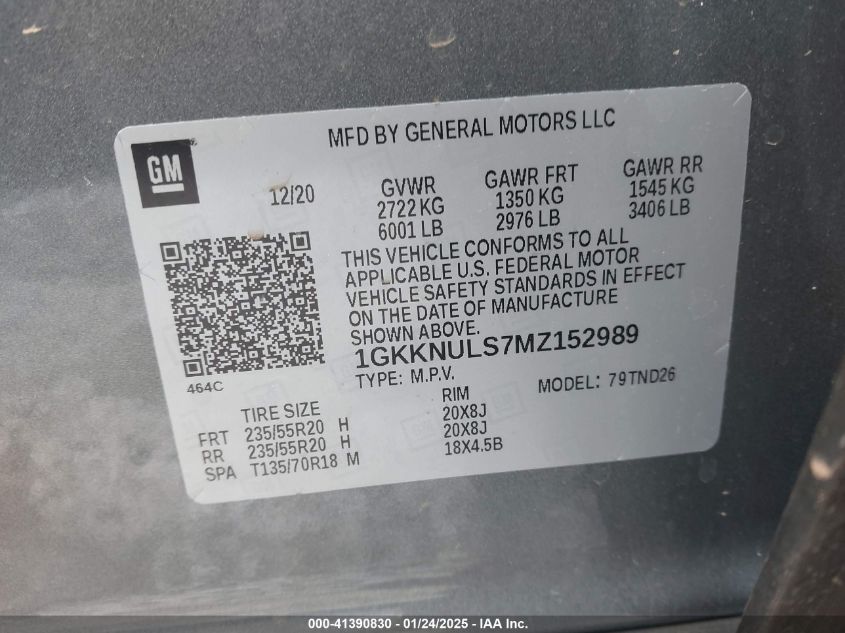 MFD BY GENERAL MOTORS LLC
GM
12/20
GVWR
2722 KG
6001 LB
GAWR FRT
1350 KG
2976 LB
GAWR RR
1545 KG
3406 LB
THIS VEHICLE CONFORMS TO ALL
APPLICABLE U.S. FEDERAL MOTOR
VEHICLE SAFETY STANDARDS IN EFFECT
ON THE DATE OF MANUFACTURE
SHOWN ABOVE.
1GKKNULS7MZ152989
TYPE: M.P.V.
MODEL: 79TND26
464C
TIRE SIZE RIM
FRT 235/55R20 H 20X8J
RR 235/55R20 H 20X8J
SPA T135/70R18 M 18X4.5B
000-41390830 - 01/24/2025 - IAA Inc.